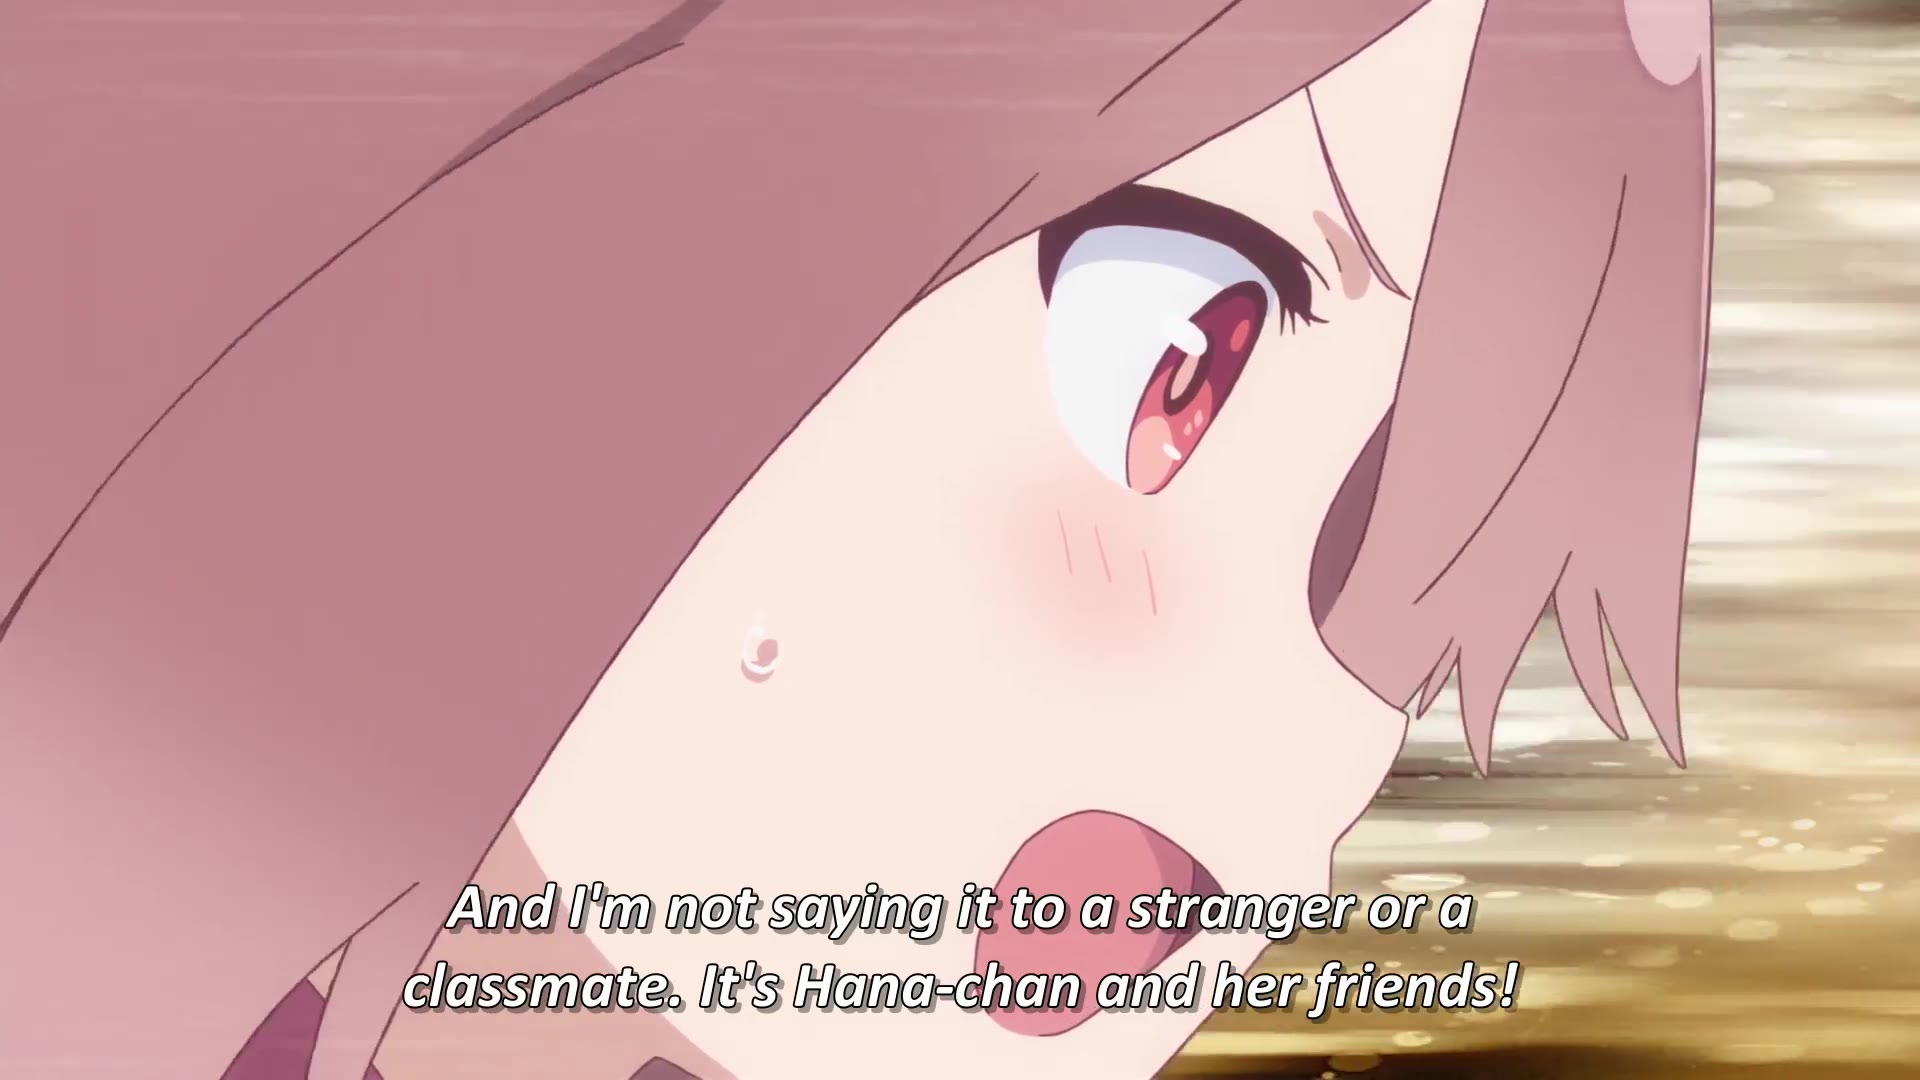 And I'm not saying it to a stranger or a
classmate. It's Hana-chan and her friends!